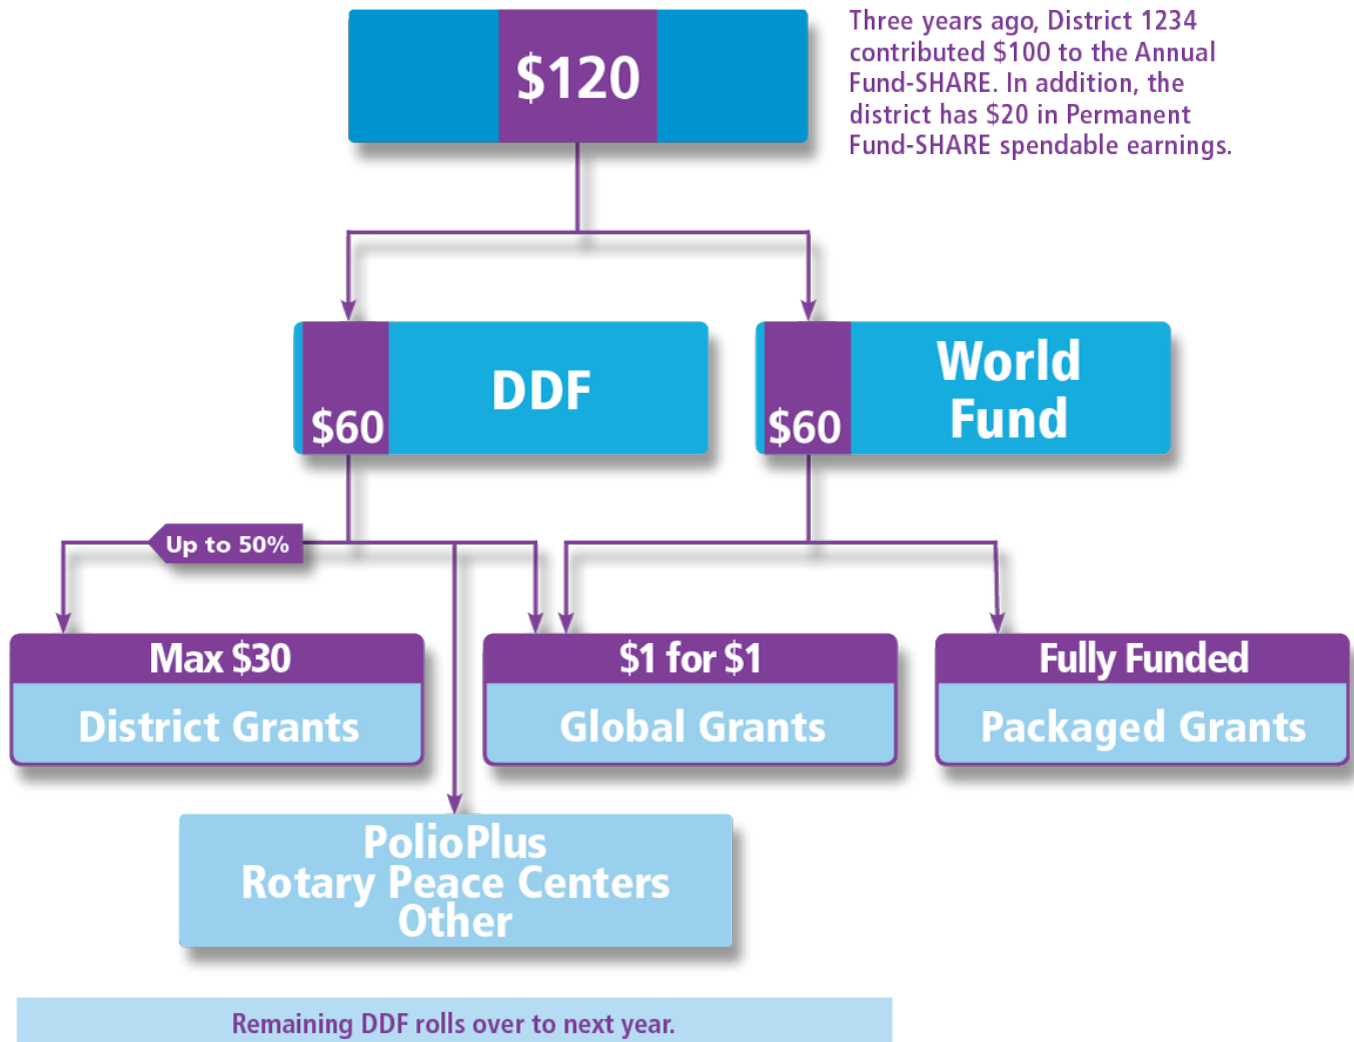 $120
Three years ago, District 1234
contributed $100 to the Annual
Fund-SHARE. In addition, the
district has $20 in Permanent
Fund-SHARE spendable earnings.
$60
DDF
$60
World
Fund
Up to 50%
Max $30
District Grants
$1 for $1
Global Grants
Fully Funded
Packaged Grants
PolioPlus
Rotary Peace Centers
Other
Remaining DDF rolls over to next year.